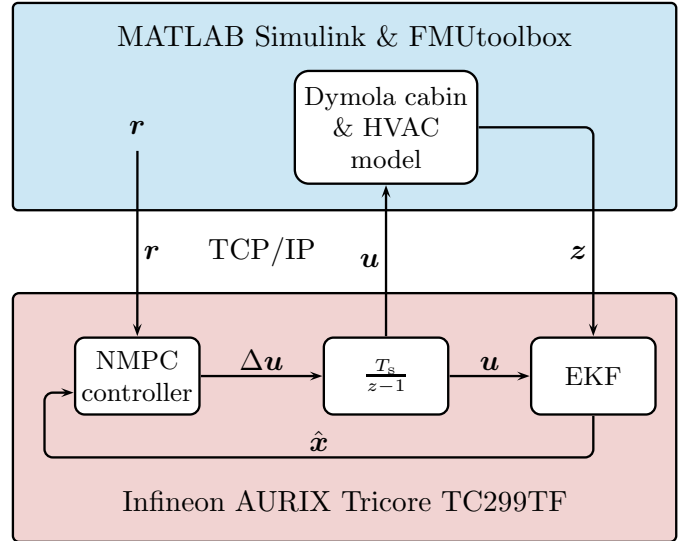 MATLAB Simulink & FMUtoolbox
Dymola cabin
& HVAC
model
r
r
TCP/IP
u
z
NMPC
controller
Δu
T_s
z−1
u
EKF
x̂
Infineon AURIX Tricore TC299TF